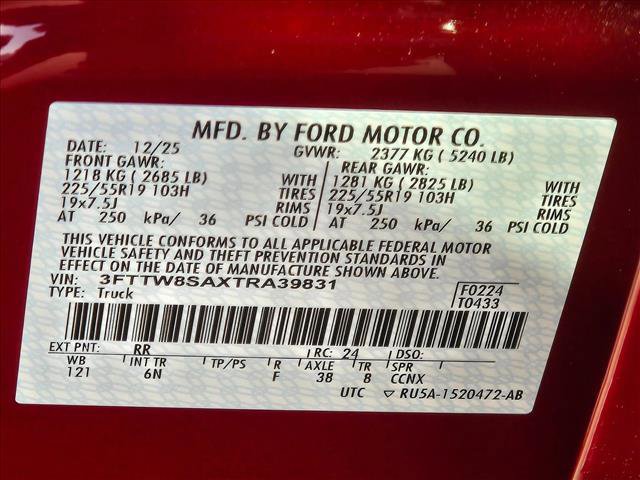 MFD. BY FORD MOTOR CO.
DATE: 12/25 GVWR: 2377 KG ( 5240 LB)
FRONT GAWR: REAR GAWR:
1218 KG ( 2685 LB) WITH 1281 KG ( 2825 LB) WITH
225/55R19 103H TIRES 225/55R19 103H TIRES
19x7.5J RIMS 19x7.5J RIMS
AT 250 kPa/ 36 PSI COLD AT 250 kPa/ 36 PSI COLD
THIS VEHICLE CONFORMS TO ALL APPLICABLE FEDERAL MOTOR
VEHICLE SAFETY AND THEFT PREVENTION STANDARDS IN
EFFECT ON THE DATE OF MANUFACTURE SHOWN ABOVE.
VIN: 3FTTW8SAXTRA39831 F0224
TYPE: Truck T0433
EXT PNT: RR RC: 24 DSO:
WB INT TR TP/PS R AXLE TR SPR
121 6N F 38 8 CCNX
UTC ▽ RU5A-1520472-AB